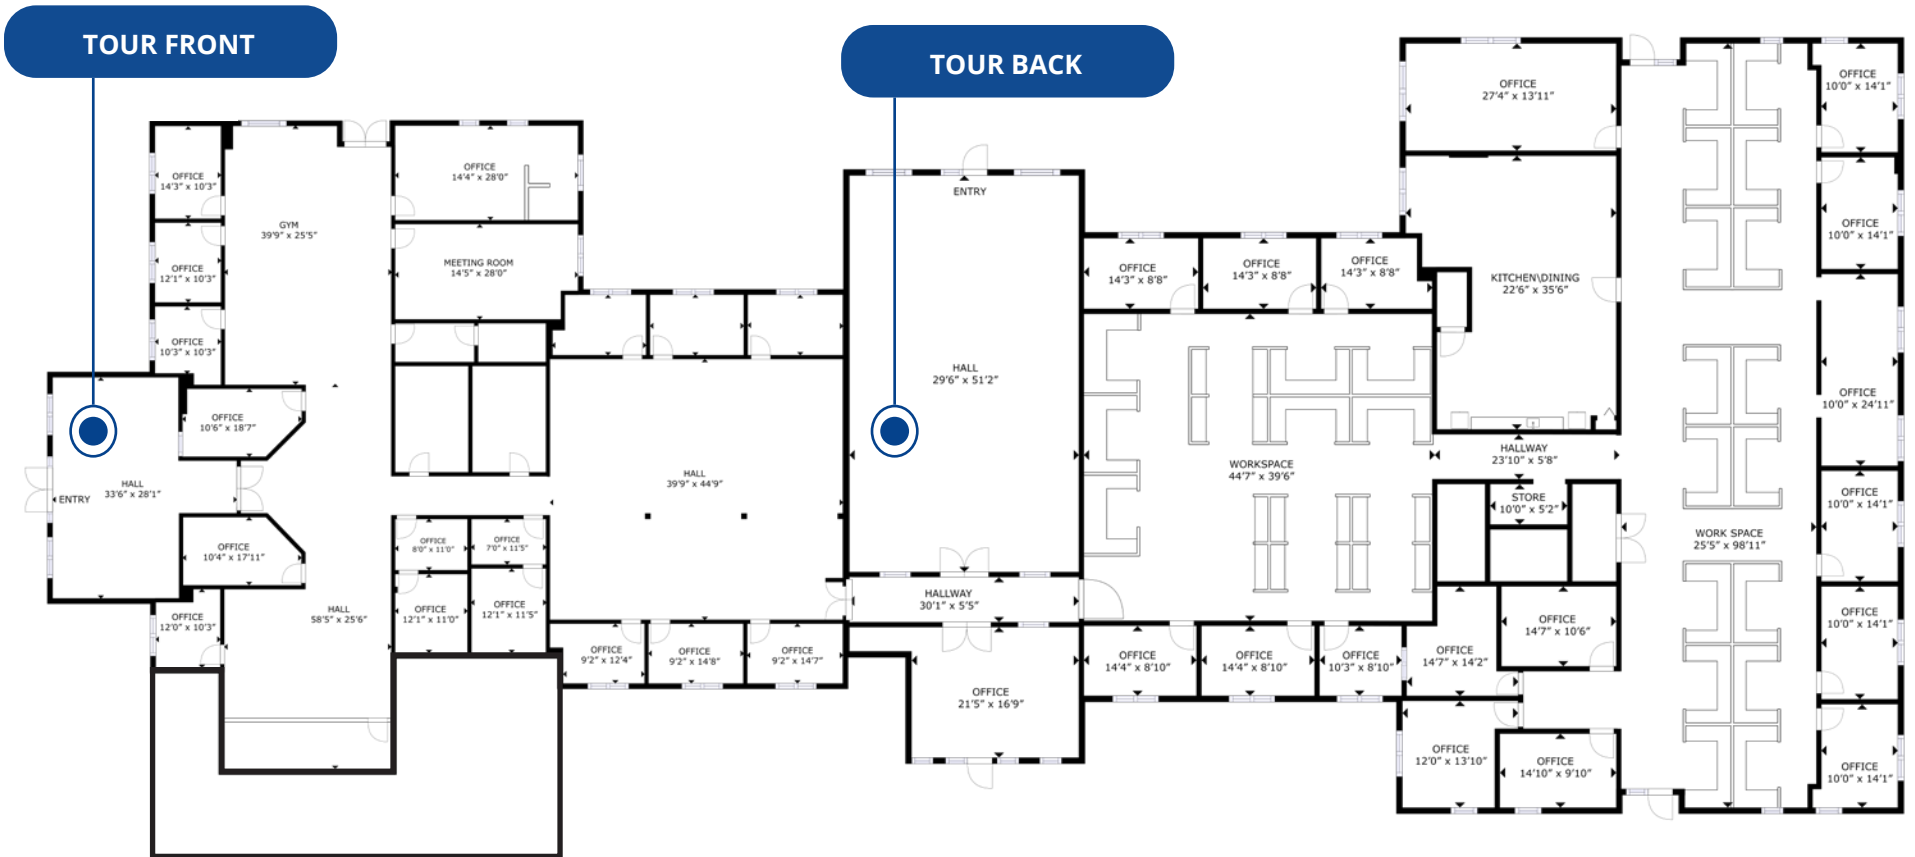 TOUR FRONT
TOUR BACK
OFFICE
14'3" x 10'3"
GYM
39'9" x 25'5"
OFFICE
14'4" x 28'0"
OFFICE
12'1" x 10'3"
MEETING ROOM
14'5" x 28'0"
OFFICE
10'3" x 10'3"
OFFICE
10'6" x 18'7"
ENTRY
HALL
33'6" x 28'1"
OFFICE
10'4" x 17'11"
OFFICE
12'0" x 10'3"
HALL
58'5" x 25'6"
OFFICE
8'0" x 11'0"
OFFICE
7'0" x 11'5"
OFFICE
12'1" x 11'0"
OFFICE
12'1" x 11'5"
HALL
39'9" x 44'9"
OFFICE
9'2" x 12'4"
OFFICE
9'2" x 14'8"
OFFICE
9'2" x 14'7"
ENTRY
HALL
29'6" x 51'2"
HALLWAY
30'1" x 5'5"
OFFICE
21'5" x 16'9"
OFFICE
14'3" x 8'8"
OFFICE
14'3" x 8'8"
OFFICE
14'3" x 8'8"
WORKSPACE
44'7" x 39'6"
OFFICE
14'4" x 8'10"
OFFICE
14'4" x 8'10"
OFFICE
10'3" x 8'10"
OFFICE
27'4" x 13'11"
KITCHEN\DINING
22'6" x 35'6"
HALLWAY
23'10" x 5'8"
STORE
10'0" x 5'2"
OFFICE
14'7" x 10'6"
OFFICE
14'7" x 14'2"
OFFICE
12'0" x 13'10"
OFFICE
14'10" x 9'10"
WORK SPACE
25'5" x 98'11"
OFFICE
10'0" x 14'1"
OFFICE
10'0" x 14'1"
OFFICE
10'0" x 24'11"
OFFICE
10'0" x 14'1"
OFFICE
10'0" x 14'1"
OFFICE
10'0" x 14'1"